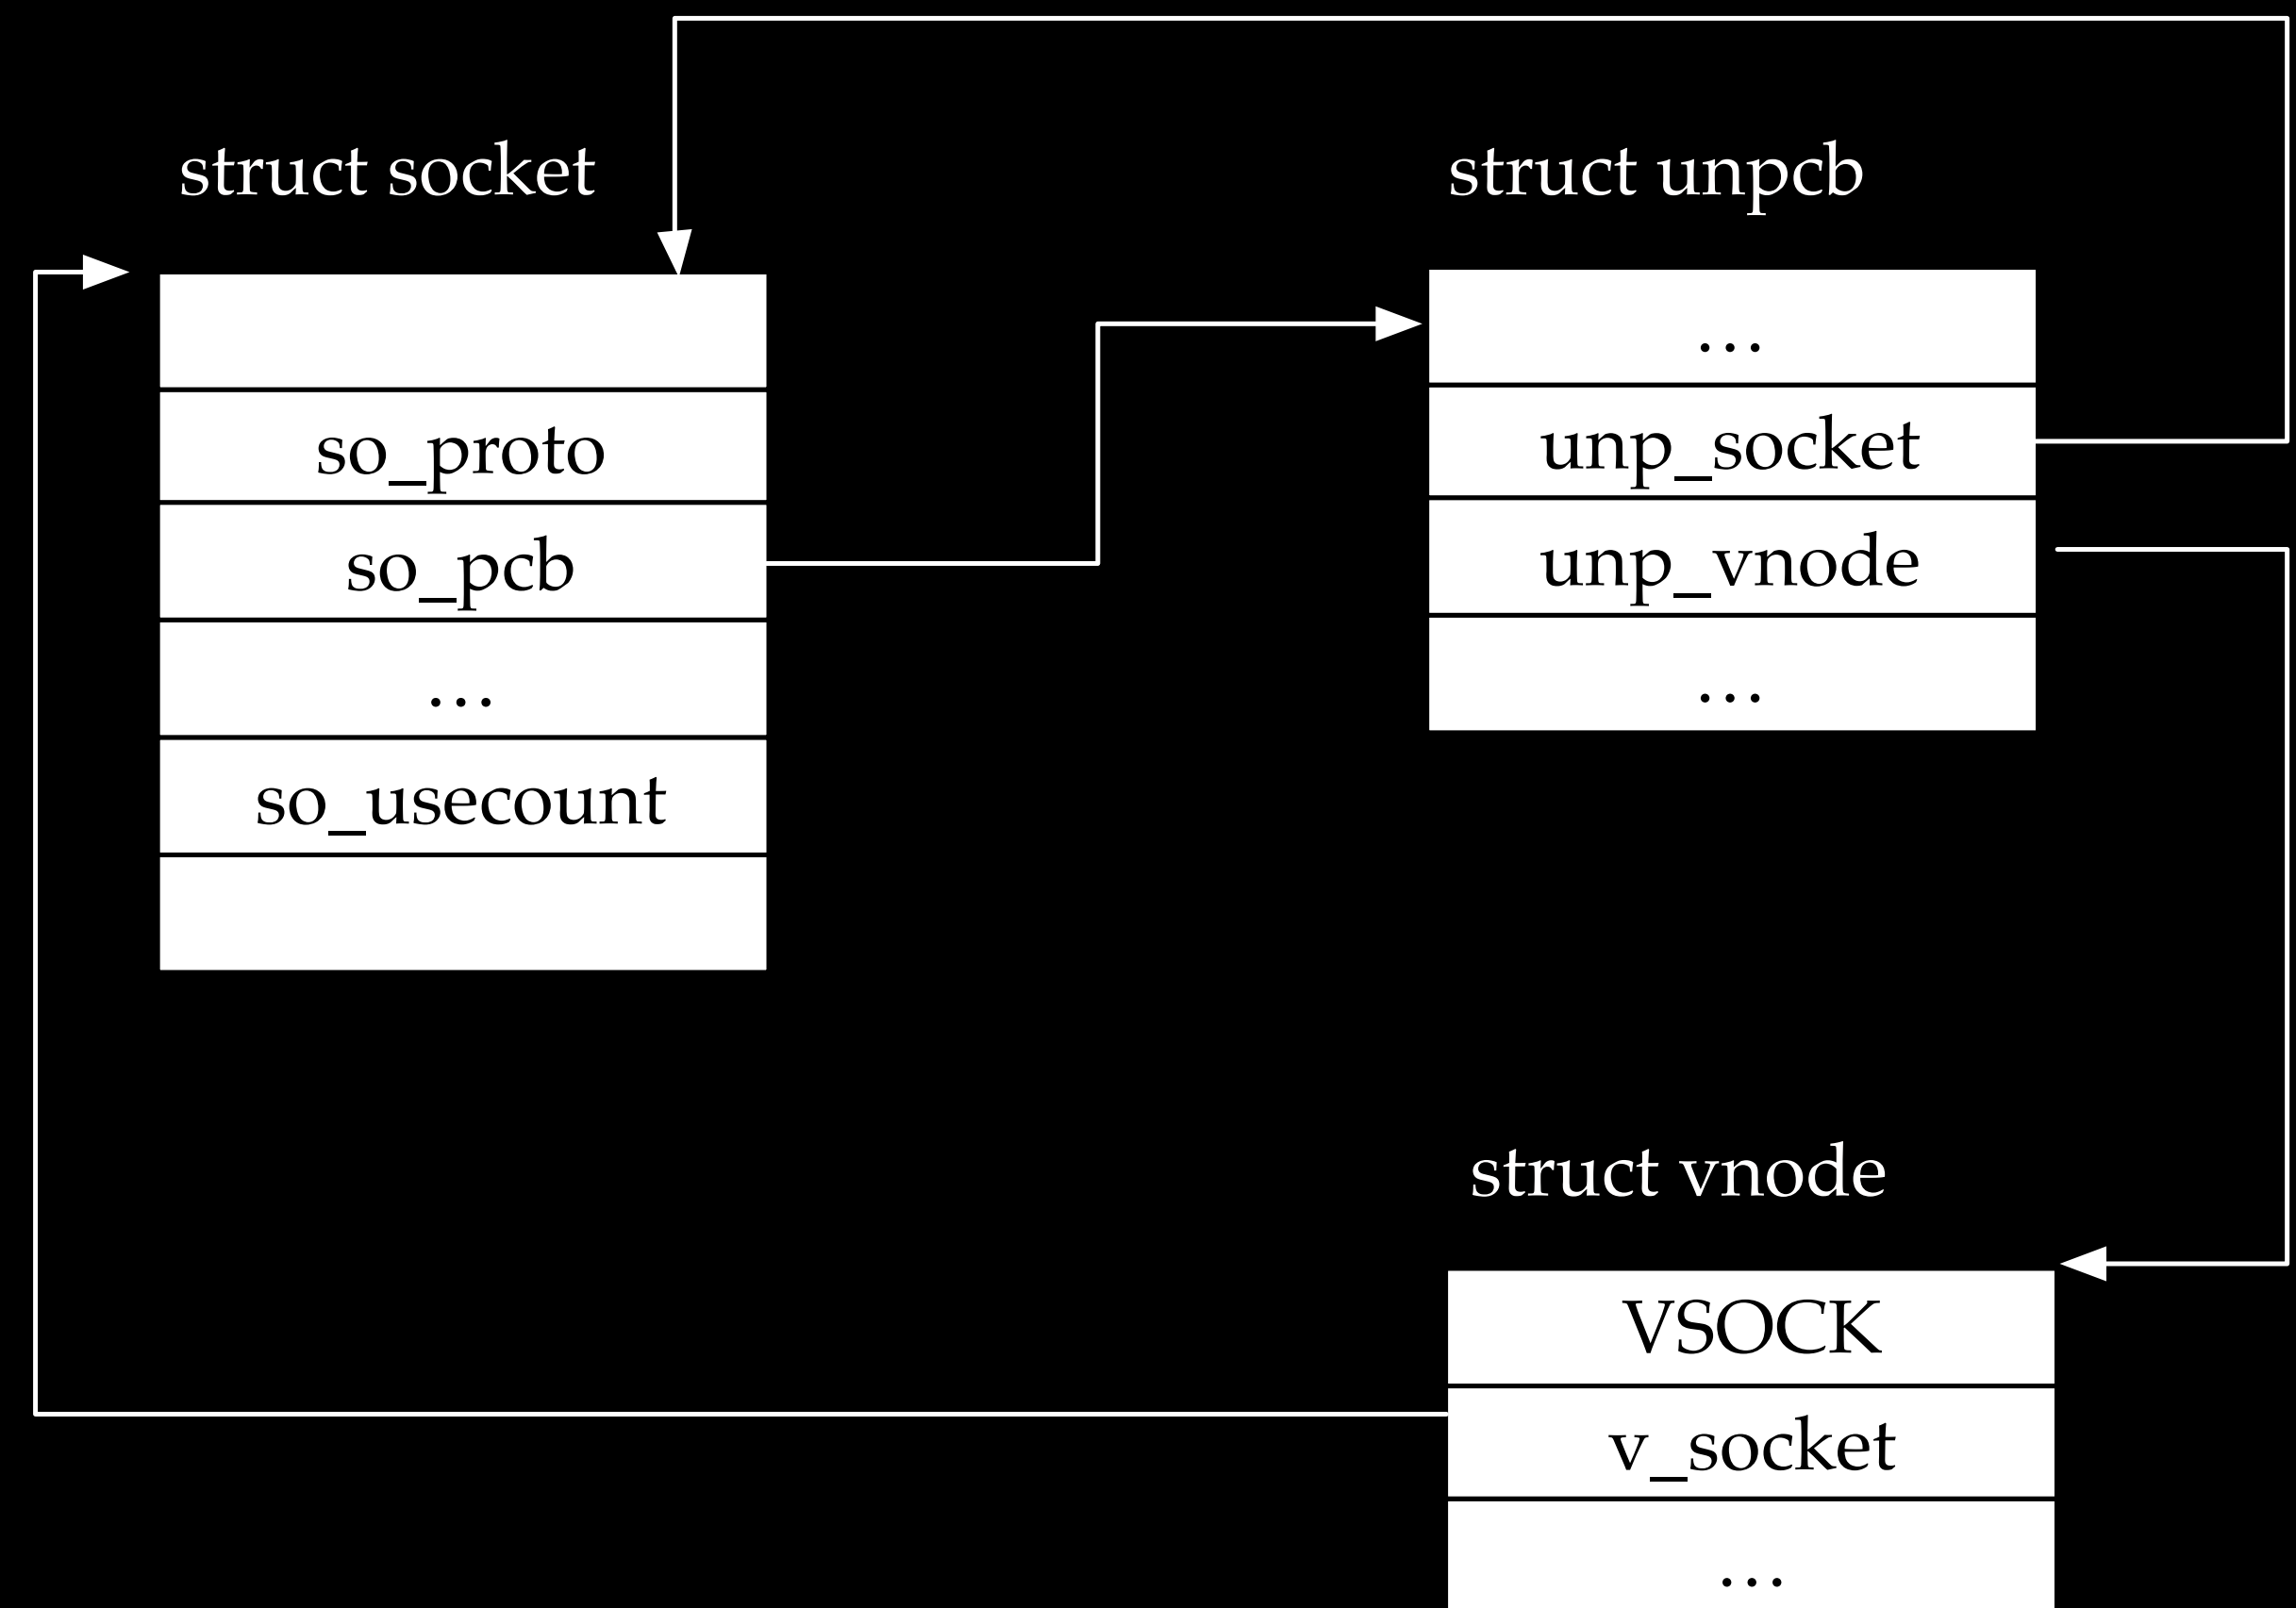 struct socket
so_proto
so_pcb
...
so_usecount
struct unpcb
...
unp_socket
unp_vnode
...
struct vnode
VSOCK
v_socket
...